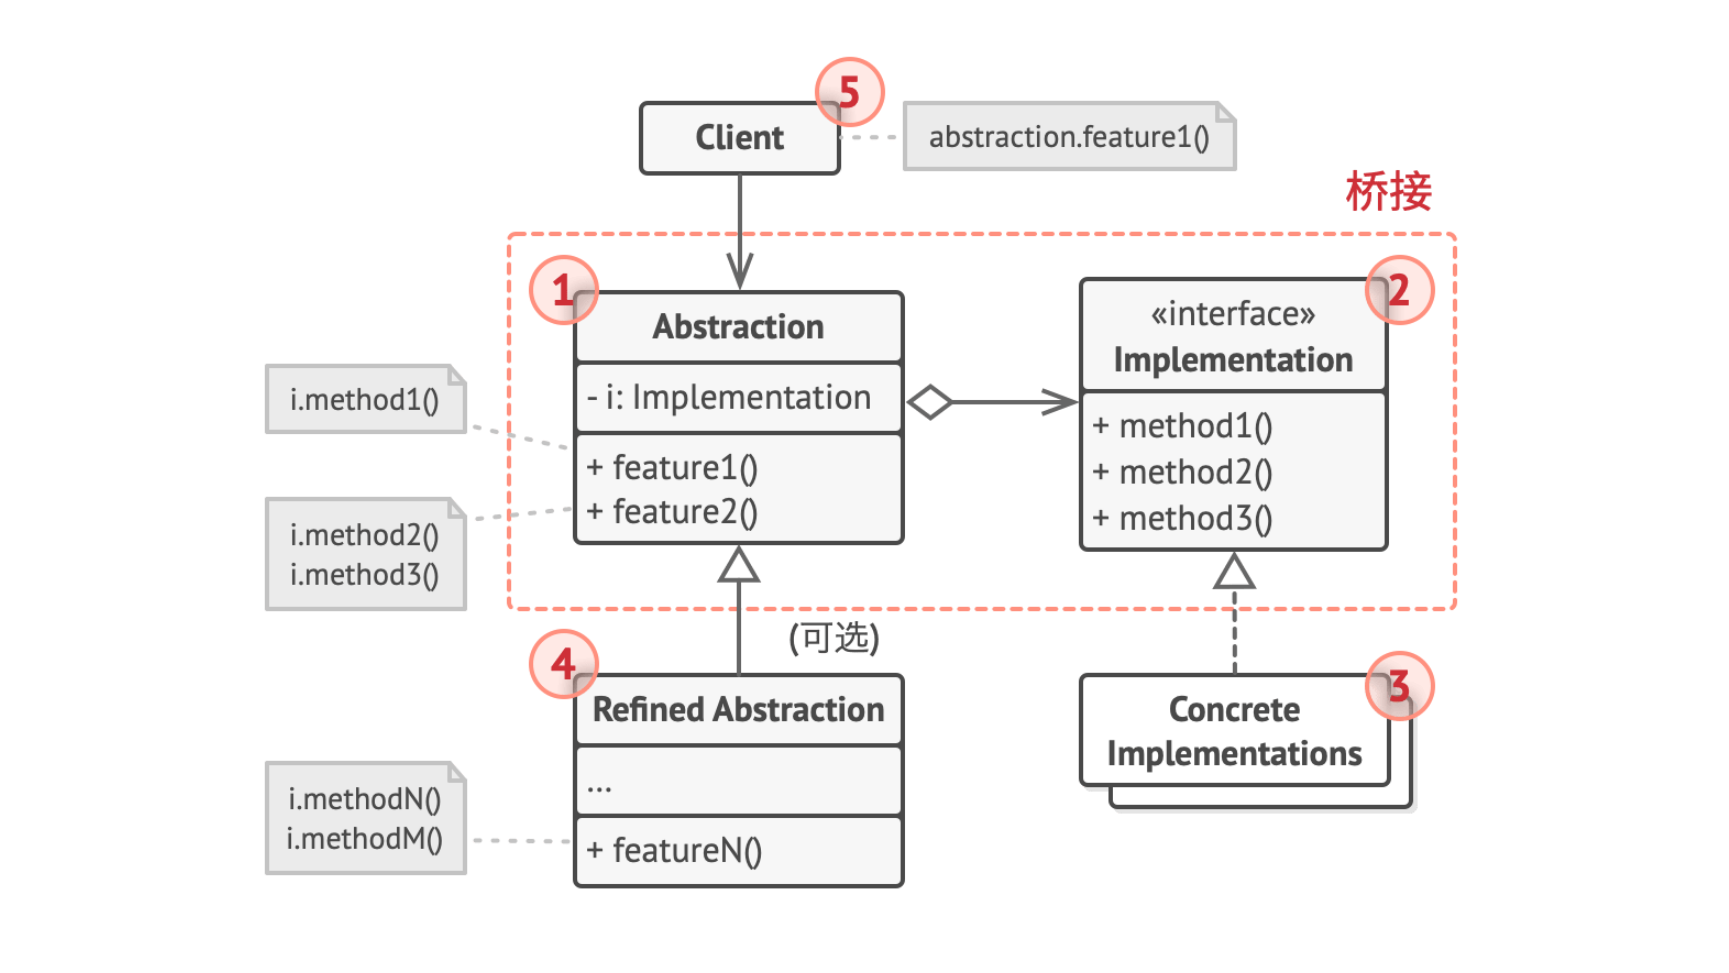 5
Client
abstraction.feature1()
桥接
1
Abstraction
- i: Implementation
+ feature1()
+ feature2()
2
«interface»
Implementation
+ method1()
+ method2()
+ method3()
i.method1()
i.method2()
i.method3()
(可选)
4
Refined Abstraction
...
+ featureN()
3
Concrete
Implementations
i.methodN()
i.methodM()